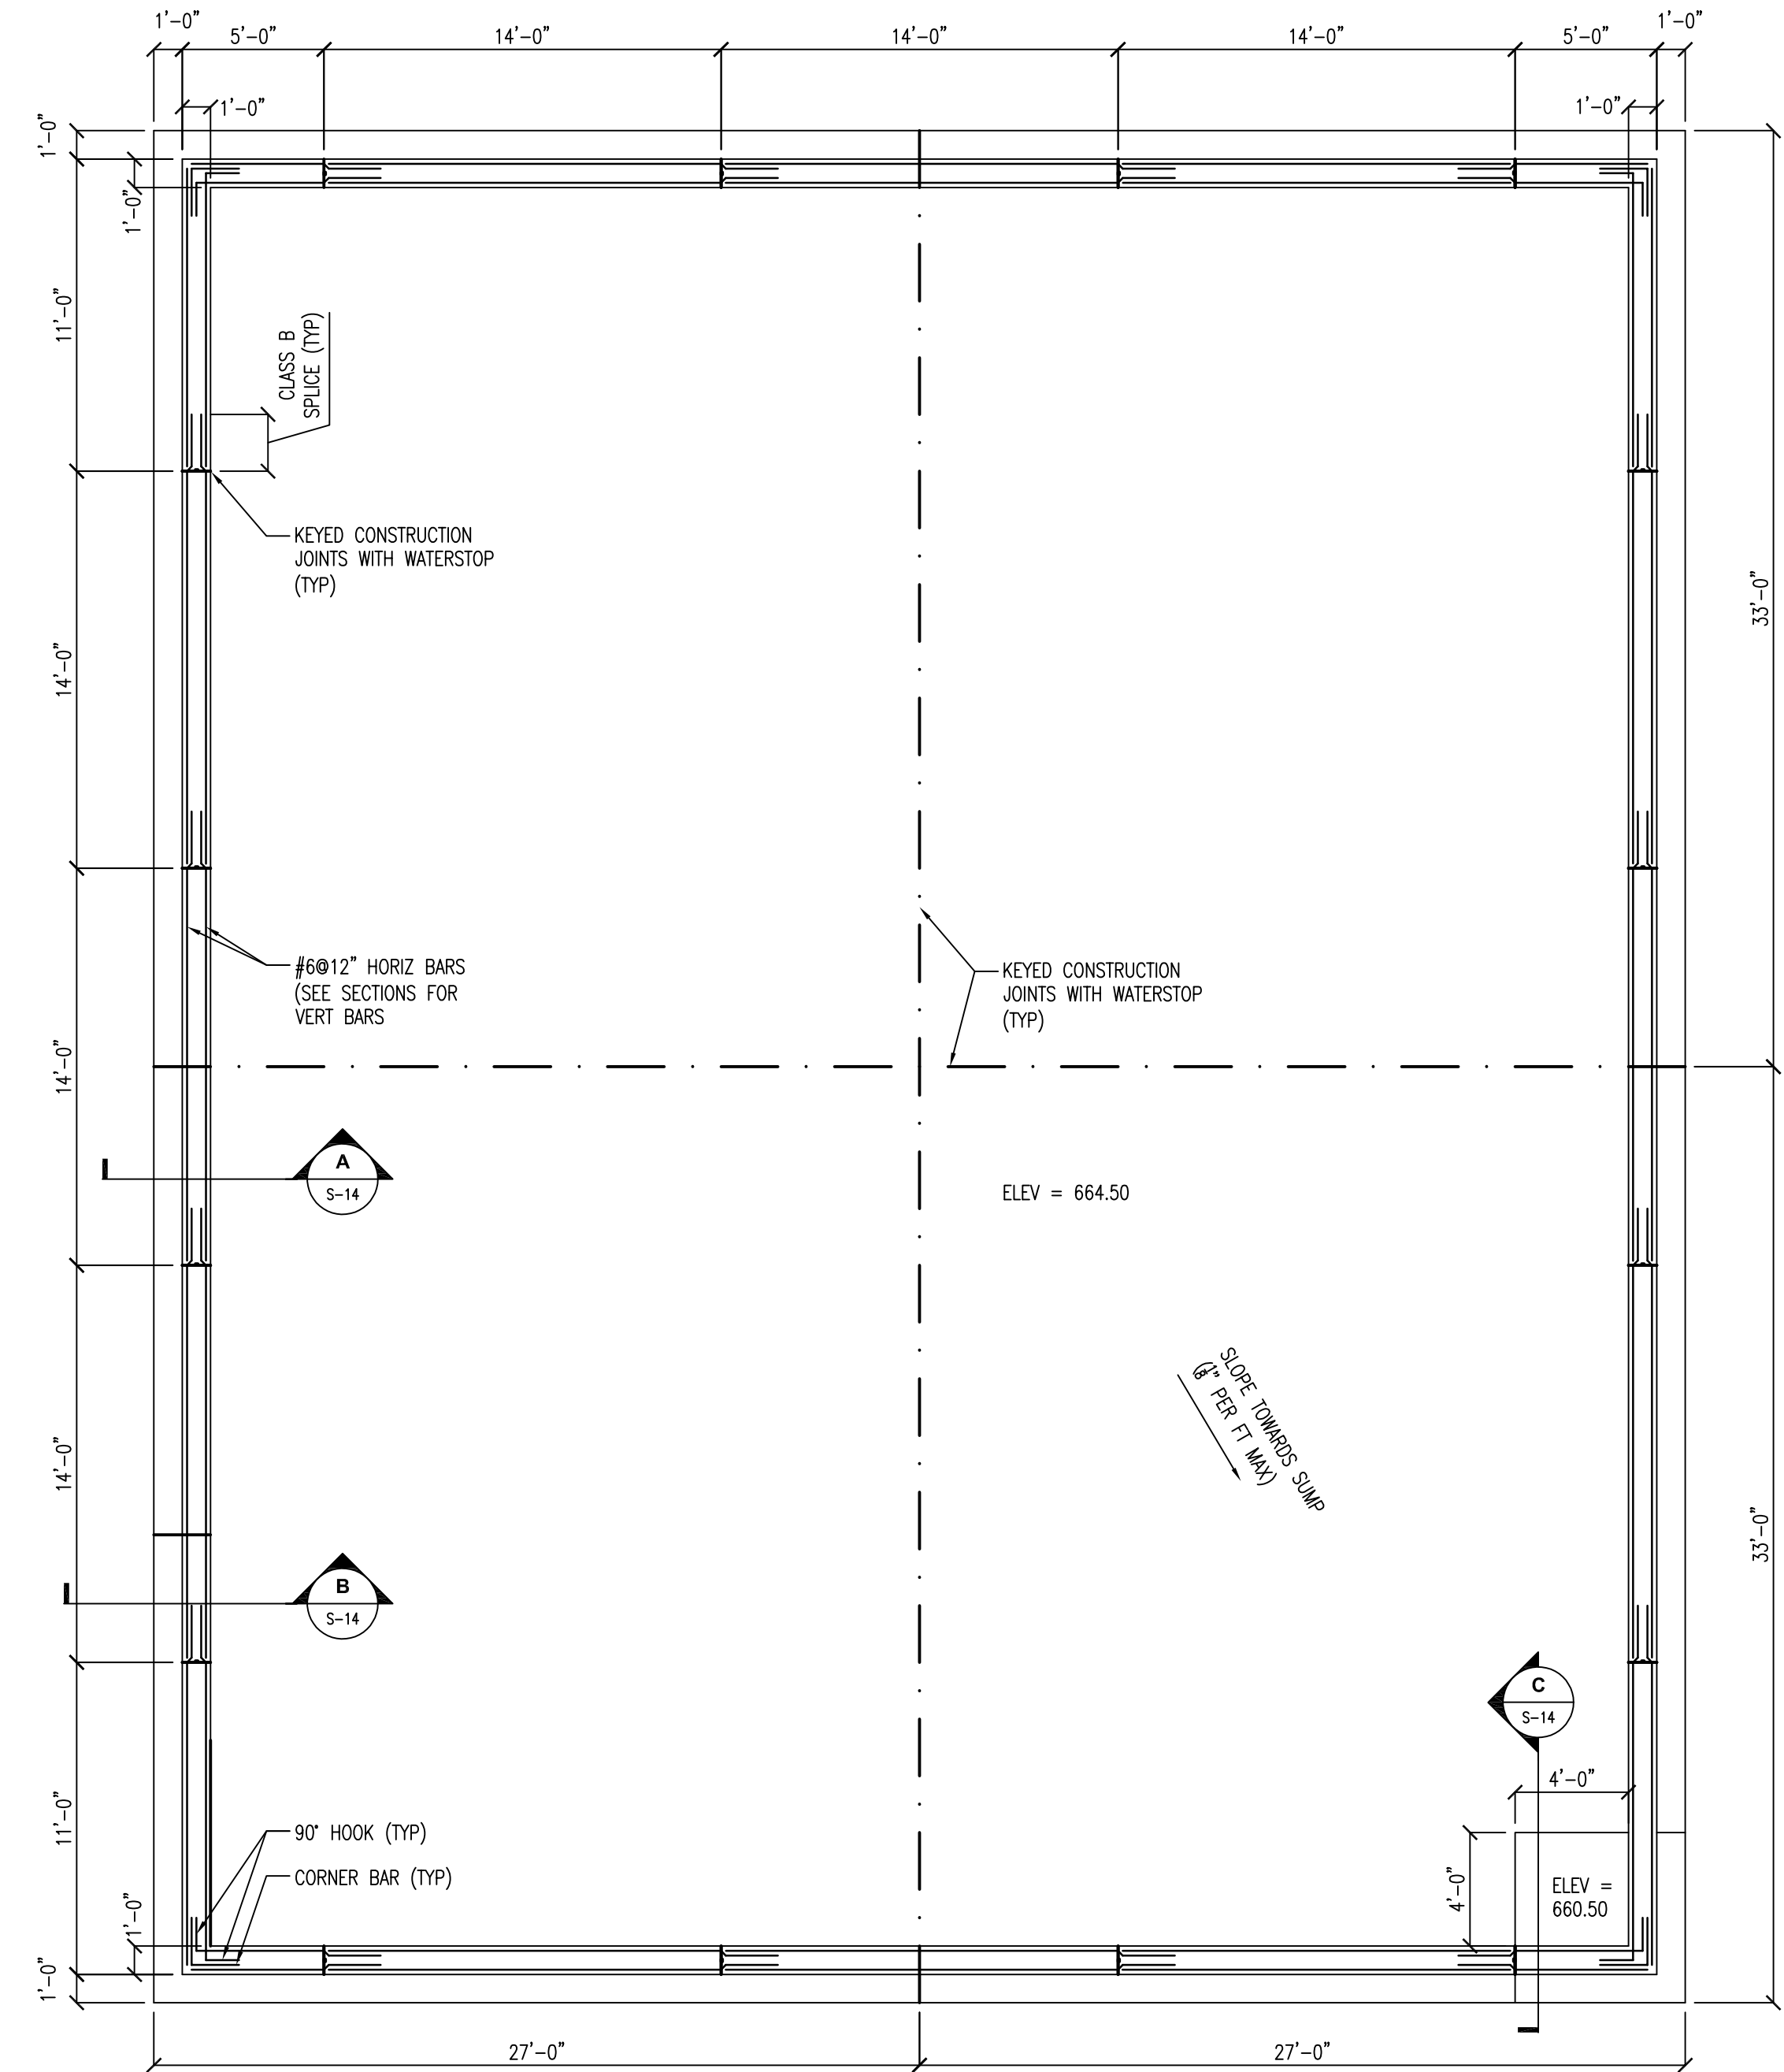 1'-0"
5'-0"
14'-0"
14'-0"
14'-0"
5'-0"
1'-0"
1'-0"
1'-0"
1'-0"
1'-0"
11'-0"
CLASS B
SPLICE (TYP)
KEYED CONSTRUCTION
JOINTS WITH WATERSTOP
(TYP)
33'-0"
14'-0"
#6@12" HORIZ BARS
(SEE SECTIONS FOR
VERT BARS
KEYED CONSTRUCTION
JOINTS WITH WATERSTOP
(TYP)
14'-0"
A
S-14
ELEV = 664.50
SLOPE TOWARDS SUMP
(1/8" PER FT MAX)
14'-0"
33'-0"
B
S-14
C
S-14
4'-0"
11'-0"
90° HOOK (TYP)
CORNER BAR (TYP)
4'-0"
ELEV =
660.50
1'-0"
1'-0"
27'-0"
27'-0"